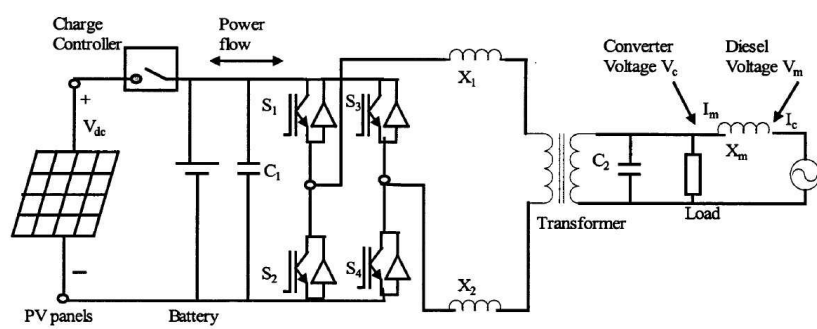 Charge
Controller
Power
flow
Converter
Voltage Vc
Diesel
Voltage Vm
X1
Im
Ic
+
Vdc
S1
S3
C1
C2
Xm
Load
Transformer
S2
S4
X2
−
PV panels
Battery